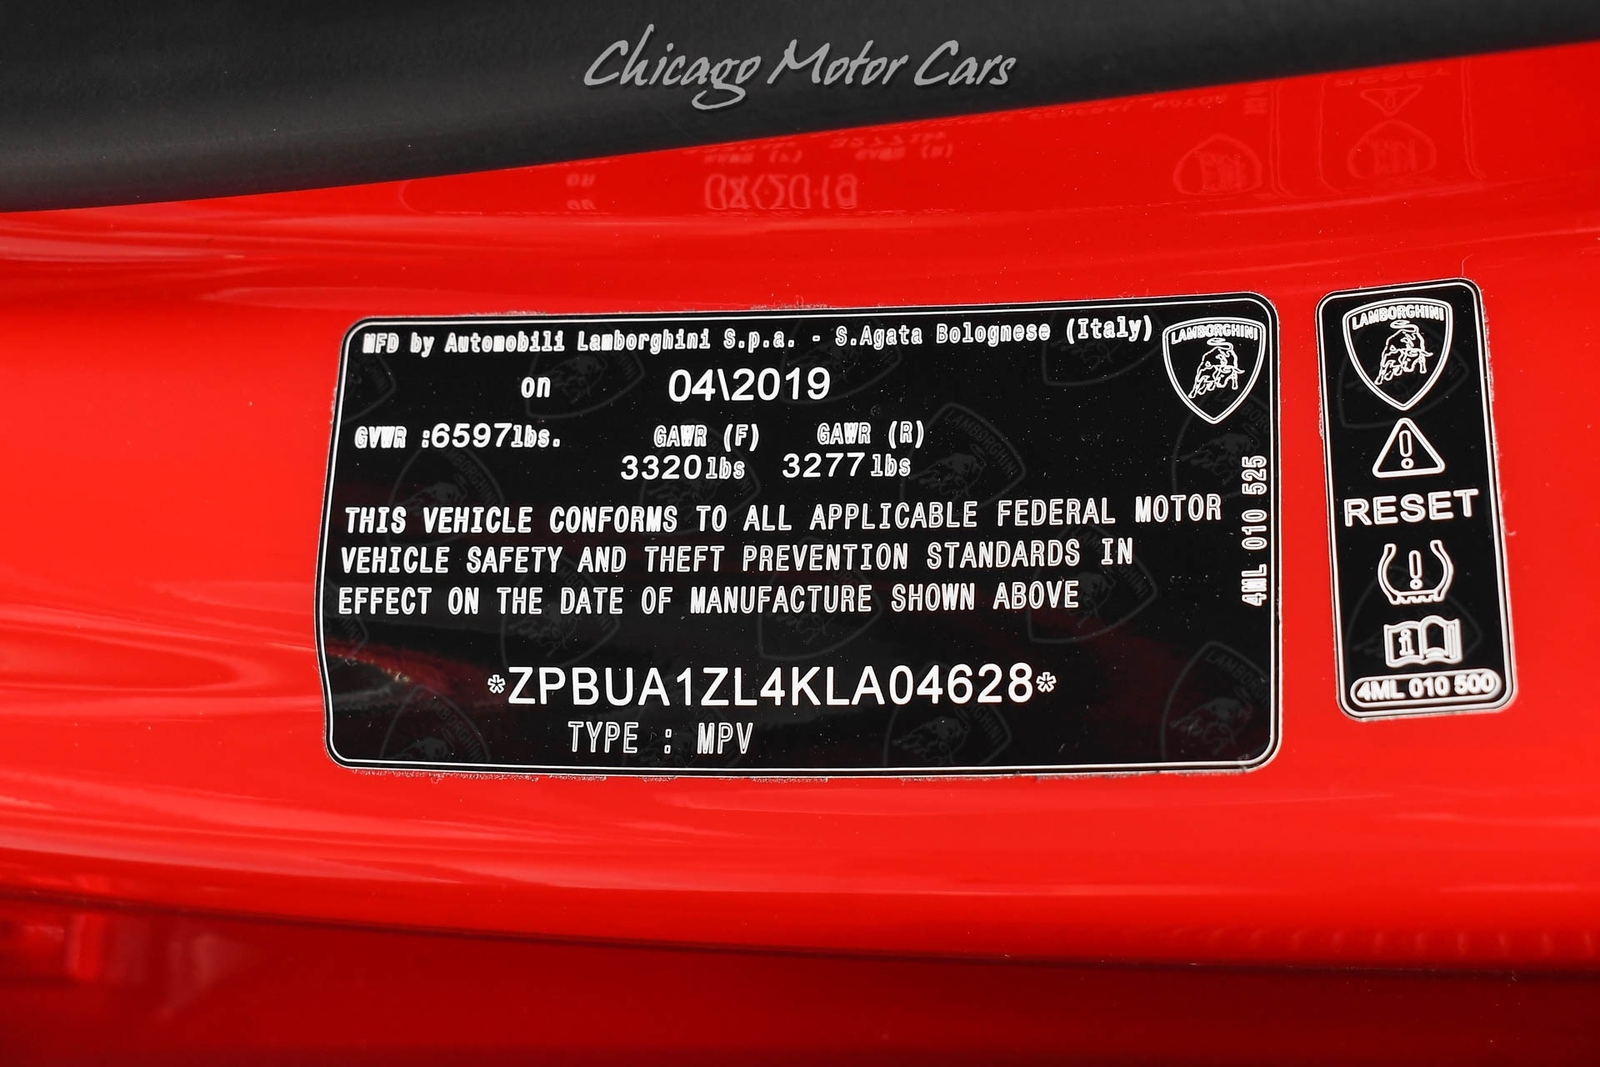 Chicago Motor Cars
MFD by Automobili Lamborghini S.p.a. - S.Agata Bolognese (Italy)
on 04\2019
GVWR :6597lbs. GAWR (F) GAWR (R)
3320lbs 3277lbs
THIS VEHICLE CONFORMS TO ALL APPLICABLE FEDERAL MOTOR
VEHICLE SAFETY AND THEFT PREVENTION STANDARDS IN
EFFECT ON THE DATE OF MANUFACTURE SHOWN ABOVE
*ZPBUA1ZL4KLA04628*
TYPE : MPV
LAMBORGHINI
4ML 010 525
LAMBORGHINI
RESET
i
4ML 010 500